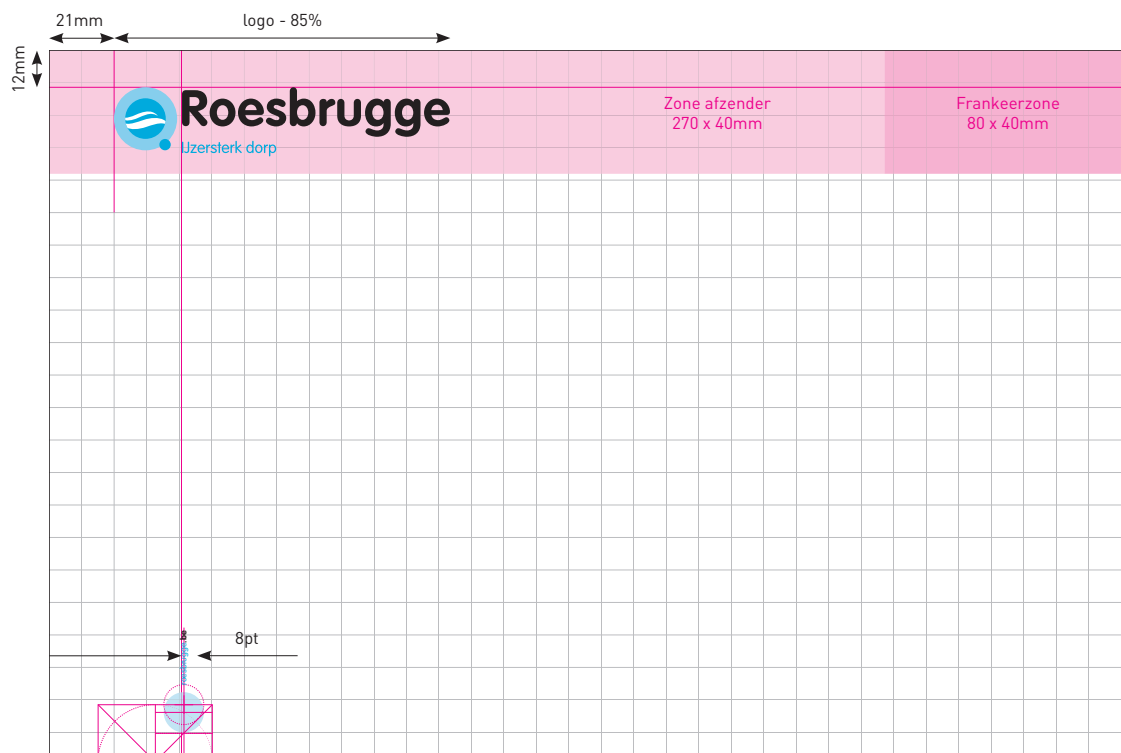 21mm
logo - 85%
12mm
Roesbrugge
IJzersterk dorp
Zone afzender
270 x 40mm
Frankeerzone
80 x 40mm
8pt